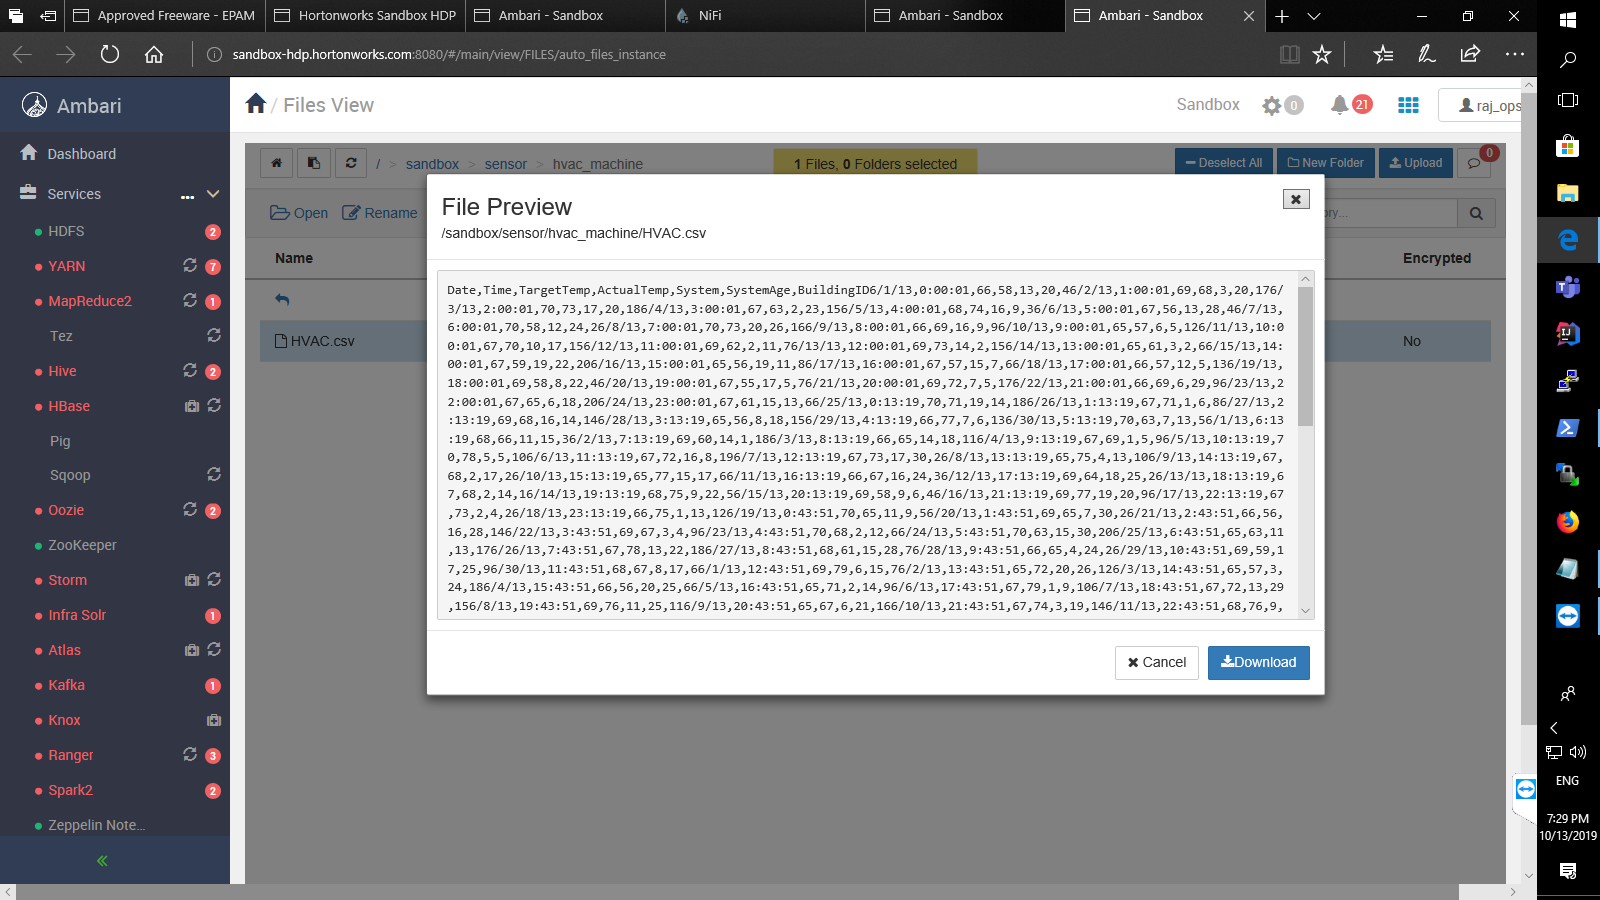 Approved Freeware - EPAM
Hortonworks Sandbox HDP
Ambari - Sandbox
NiFi
Ambari - Sandbox
Ambari - Sandbox
sandbox-hdp.hortonworks.com:8080/#/main/view/FILES/auto_files_instance
Ambari
/ Files View
Sandbox
0
21
raj_ops
Dashboard
Services
HDFS 2
YARN 7
MapReduce2 1
Tez
Hive 2
HBase
Pig
Sqoop
Oozie 2
ZooKeeper
Storm
Infra Solr 1
Atlas
Kafka 1
Knox
Ranger 3
Spark2 2
Zeppelin Note...
/ > sandbox > sensor > hvac_machine
1 Files, 0 Folders selected
Deselect All
New Folder
Upload
0
Open
Rename
ory...
Name
Encrypted
HVAC.csv
No
File Preview
/sandbox/sensor/hvac_machine/HVAC.csv
Date,Time,TargetTemp,ActualTemp,System,SystemAge,BuildingID6/1/13,0:00:01,66,58,13,20,46/2/13,1:00:01,69,68,3,20,176/
3/13,2:00:01,70,73,17,20,186/4/13,3:00:01,67,63,2,23,156/5/13,4:00:01,68,74,16,9,36/6/13,5:00:01,67,56,13,28,46/7/13,
6:00:01,70,58,12,24,26/8/13,7:00:01,70,73,20,26,166/9/13,8:00:01,66,69,16,9,96/10/13,9:00:01,65,57,6,5,126/11/13,10:0
0:01,67,70,10,17,156/12/13,11:00:01,69,62,2,11,76/13/13,12:00:01,69,73,14,2,156/14/13,13:00:01,65,61,3,2,66/15/13,14:
00:01,67,59,19,22,206/16/13,15:00:01,65,56,19,11,86/17/13,16:00:01,67,57,15,7,66/18/13,17:00:01,66,57,12,5,136/19/13,
18:00:01,69,58,8,22,46/20/13,19:00:01,67,55,17,5,76/21/13,20:00:01,69,72,7,5,176/22/13,21:00:01,66,69,6,29,96/23/13,2
2:00:01,67,65,6,18,206/24/13,23:00:01,67,61,15,13,66/25/13,0:13:19,70,71,19,14,186/26/13,1:13:19,67,71,1,6,86/27/13,2
:13:19,69,68,16,14,146/28/13,3:13:19,65,56,8,18,156/29/13,4:13:19,66,77,7,6,136/30/13,5:13:19,70,63,7,13,56/1/13,6:13
:19,68,66,11,15,36/2/13,7:13:19,69,60,14,1,186/3/13,8:13:19,66,65,14,18,116/4/13,9:13:19,67,69,1,5,96/5/13,10:13:19,7
0,78,5,5,106/6/13,11:13:19,67,72,16,8,196/7/13,12:13:19,67,73,17,30,26/8/13,13:13:19,65,75,4,13,106/9/13,14:13:19,67,
68,2,17,26/10/13,15:13:19,65,77,15,17,66/11/13,16:13:19,66,67,16,24,36/12/13,17:13:19,69,64,18,25,26/13/13,18:13:19,6
7,68,2,14,16/14/13,19:13:19,68,75,9,22,56/15/13,20:13:19,69,58,9,6,46/16/13,21:13:19,69,77,19,20,96/17/13,22:13:19,67
,73,2,4,26/18/13,23:13:19,66,75,1,13,126/19/13,0:43:51,70,65,11,9,56/20/13,1:43:51,69,65,7,30,26/21/13,2:43:51,66,56,
16,28,146/22/13,3:43:51,69,67,3,4,96/23/13,4:43:51,70,68,2,12,66/24/13,5:43:51,70,63,15,30,206/25/13,6:43:51,65,63,11
,13,176/26/13,7:43:51,67,78,13,22,186/27/13,8:43:51,68,61,15,28,76/28/13,9:43:51,66,65,4,24,26/29/13,10:43:51,69,59,1
7,25,96/30/13,11:43:51,68,67,8,17,66/1/13,12:43:51,69,79,6,15,76/2/13,13:43:51,65,72,20,26,126/3/13,14:43:51,65,57,3,
24,186/4/13,15:43:51,66,56,20,25,66/5/13,16:43:51,65,71,2,14,96/6/13,17:43:51,67,79,1,9,106/7/13,18:43:51,67,72,13,29
,156/8/13,19:43:51,69,76,11,25,116/9/13,20:43:51,65,67,6,21,166/10/13,21:43:51,67,74,3,19,146/11/13,22:43:51,68,76,9,
Cancel
Download
ENG
7:29 PM
10/13/2019